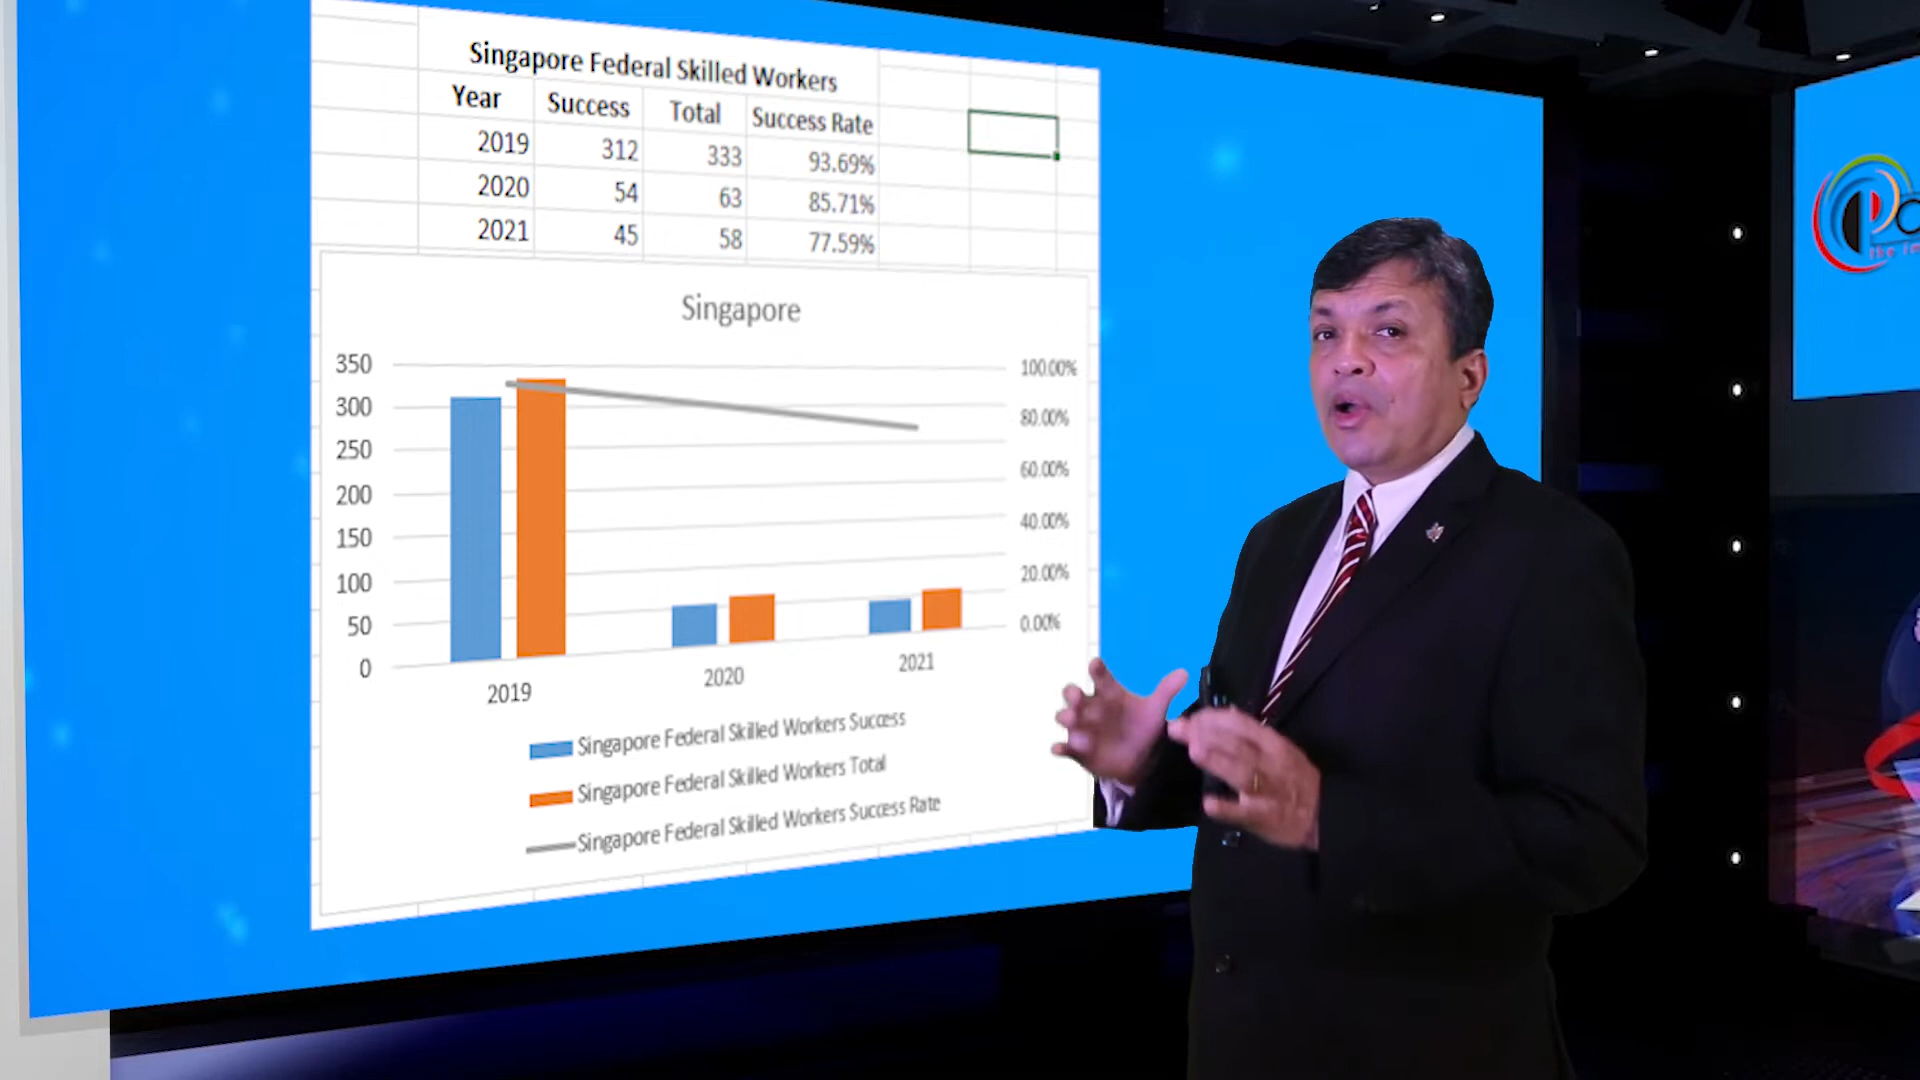 Singapore Federal Skilled Workers
Year Success Total Success Rate
2019 312 333 93.69%
2020 54 63 85.71%
2021 45 58 77.59%
Singapore
350
300
250
200
150
100
50
0
100.00%
80.00%
60.00%
40.00%
20.00%
0.00%
2019 2020 2021
Singapore Federal Skilled Workers Success
Singapore Federal Skilled Workers Total
Singapore Federal Skilled Workers Success Rate